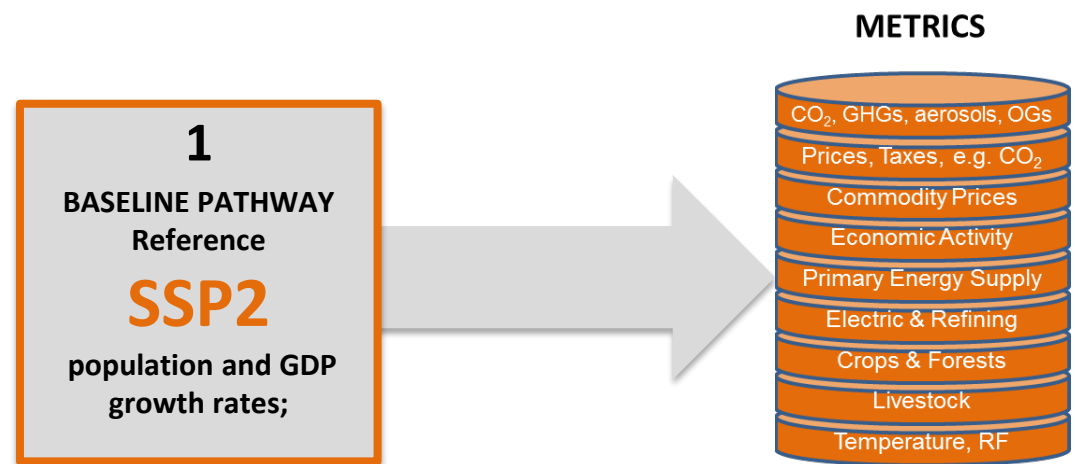 METRICS
1
BASELINE PATHWAY
Reference
SSP2
population and GDP
growth rates;
CO₂, GHGs, aerosols, OGs
Prices, Taxes, e.g. CO₂
Commodity Prices
Economic Activity
Primary Energy Supply
Electric & Refining
Crops & Forests
Livestock
Temperature, RF